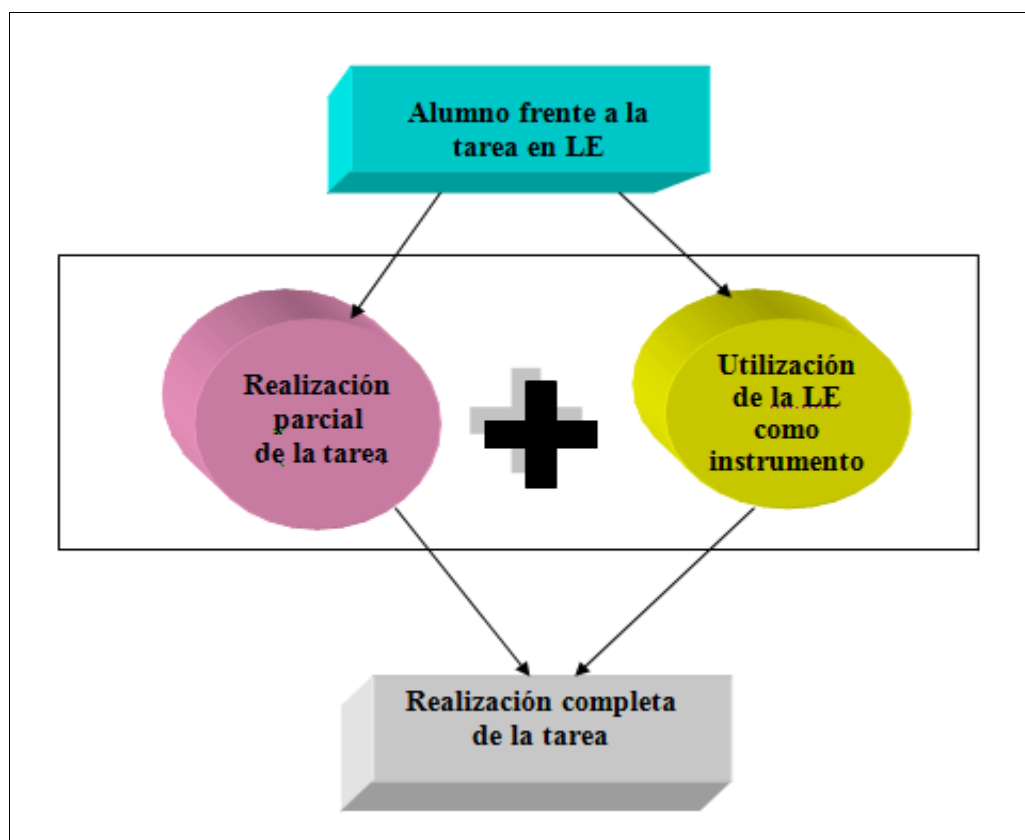 Alumno frente a la
tarea en LE
Realización
parcial
de la tarea
Utilización
de la LE
como
instrumento
Realización completa
de la tarea